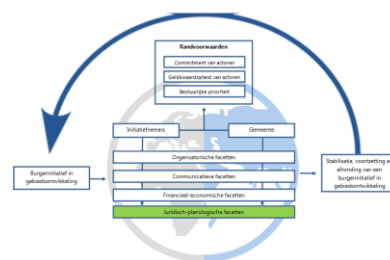 Randvoorwaarden
Commitment van actoren
Gelijkwaardigheid van actoren
Bestuurlijke prioriteit
Initiatiefnemers
Gemeente
Organisatorische facetten
Communicatieve facetten
Financieel-economische facetten
Juridisch-planologische facetten
Burgerinitiatief in
gebiedsontwikkeling
Stabilisatie, voortzetting
afronding van een
burgerinitiatief in
gebiedsontwikkeling